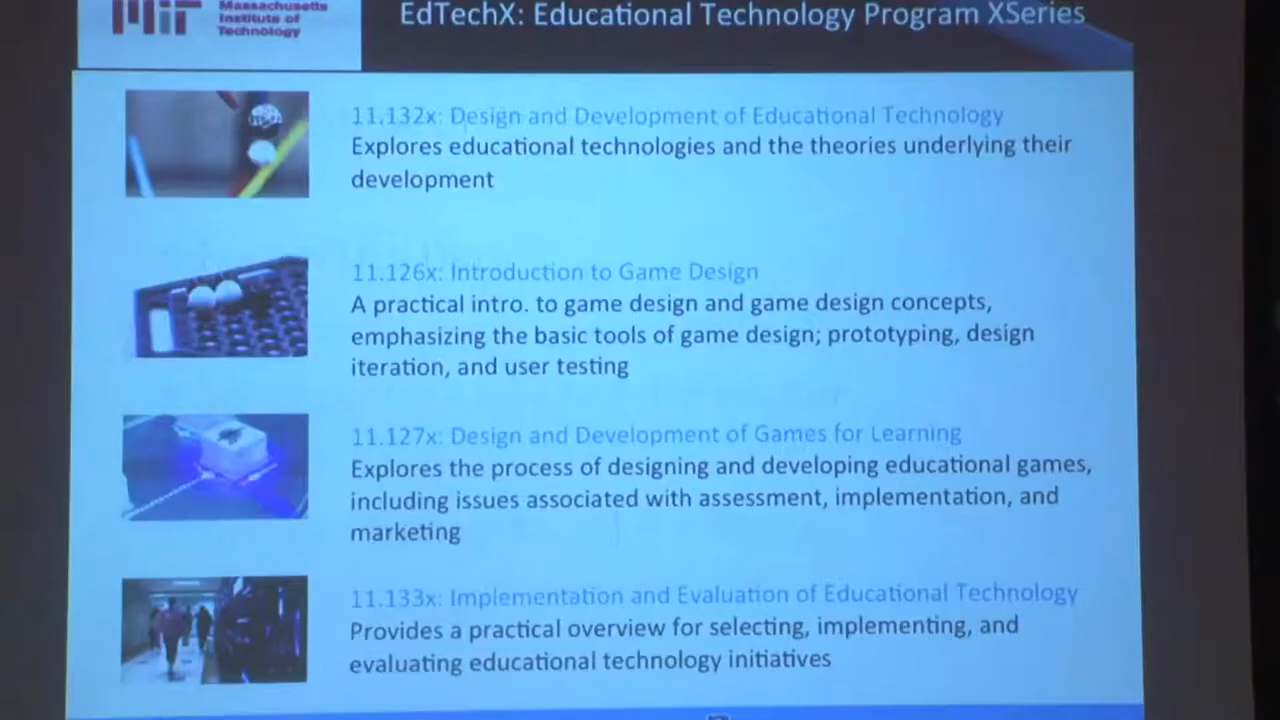 Massachusetts
Institute of
Technology
EdTechX: Educational Technology Program XSeries
11.132x: Design and Development of Educational Technology
Explores educational technologies and the theories underlying their
development
11.126x: Introduction to Game Design
A practical intro. to game design and game design concepts,
emphasizing the basic tools of game design; prototyping, design
iteration, and user testing
11.127x: Design and Development of Games for Learning
Explores the process of designing and developing educational games,
including issues associated with assessment, implementation, and
marketing
11.133x: Implementation and Evaluation of Educational Technology
Provides a practical overview for selecting, implementing, and
evaluating educational technology initiatives